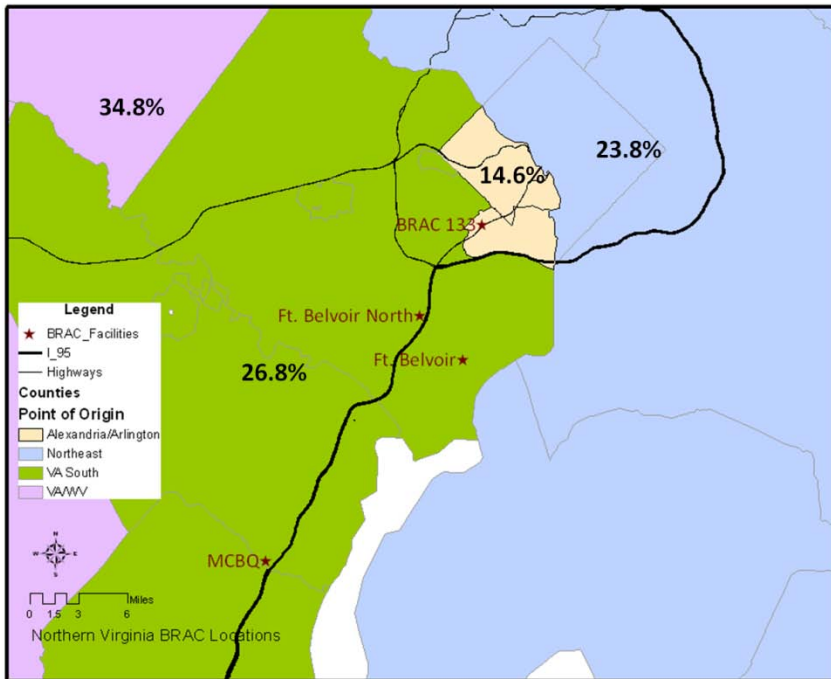 34.8%
23.8%
14.6%
BRAC 133
Ft. Belvoir North
Ft. Belvoir
26.8%
MCBQ
Legend
BRAC_Facilities
I_95
Highways
Counties
Point of Origin
Alexandria/Arlington
Northeast
VA South
VA/WV
N
W E
S
Miles
0 1.5 3 6
Northern Virginia BRAC Locations